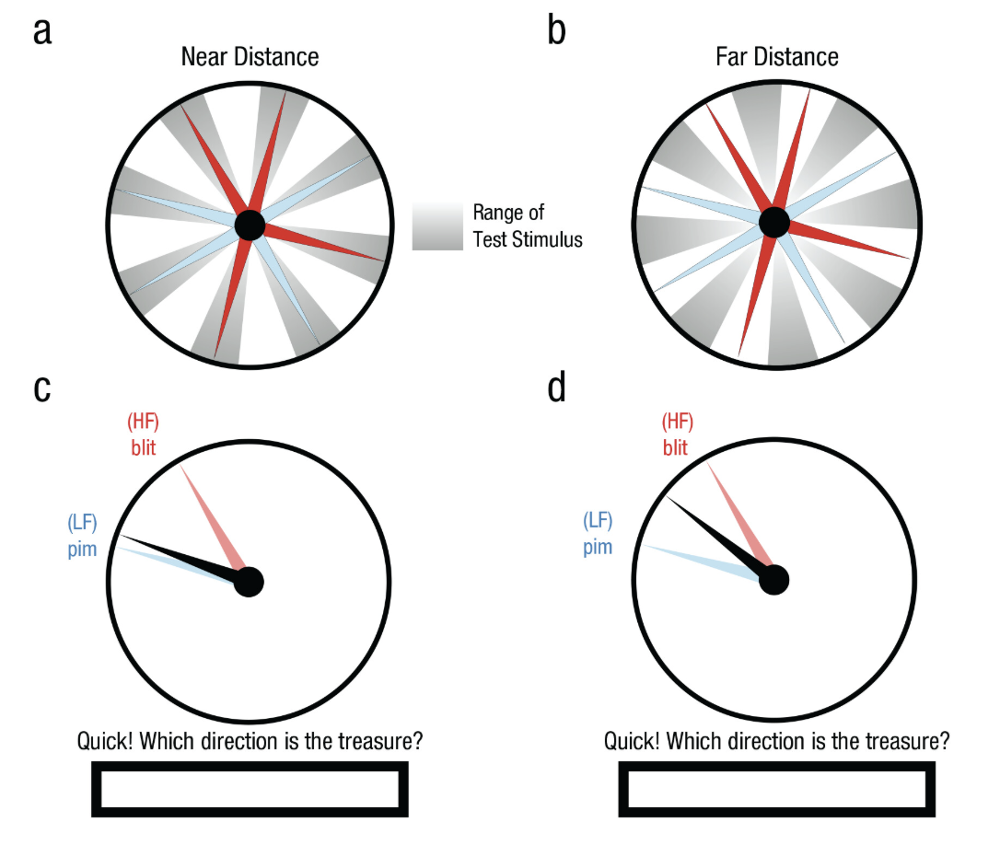 a
Near Distance
b
Far Distance
Range of
Test Stimulus
c
(HF)
blit
(LF)
pim
Quick! Which direction is the treasure?
d
(HF)
blit
(LF)
pim
Quick! Which direction is the treasure?